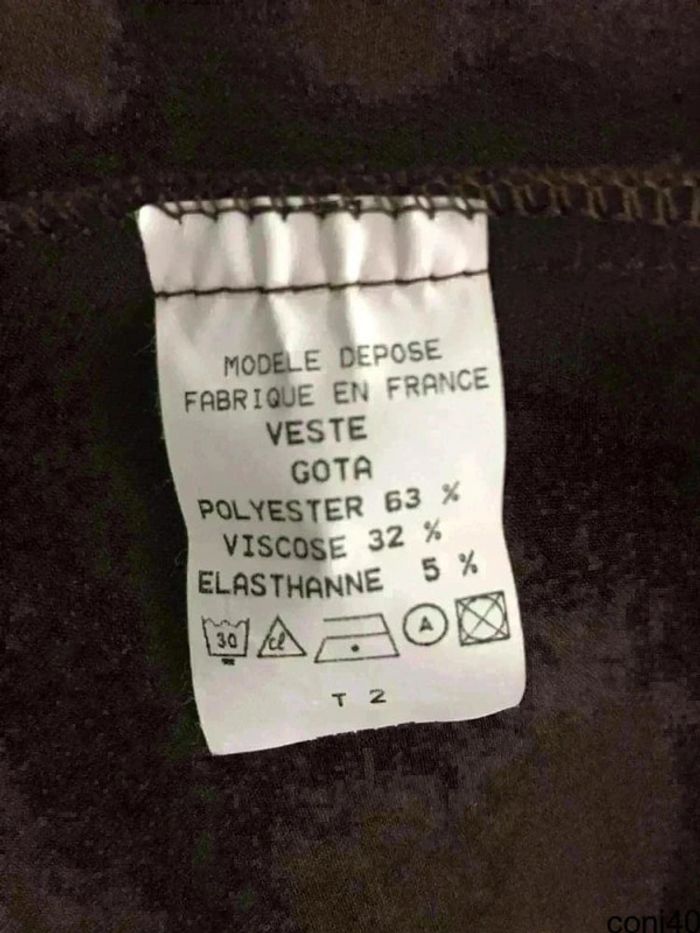 MODELE DEPOSE
FABRIQUE EN FRANCE
VESTE
GOTA
POLYESTER 63 %
VISCOSE 32 %
ELASTHANNE 5 %
30 cl A
T 2
coni40